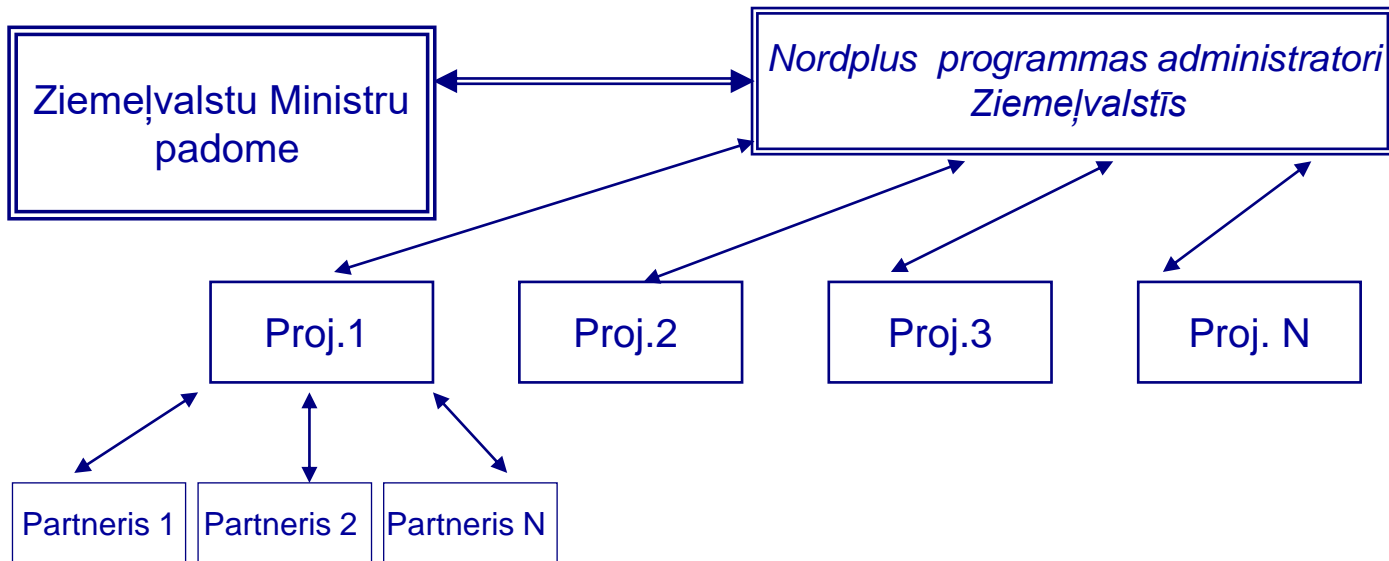 Ziemeļvalstu Ministru
padome
Nordplus programmas administratori
Ziemeļvalstīs
Proj.1
Proj.2
Proj.3
Proj. N
Partneris 1
Partneris 2
Partneris N